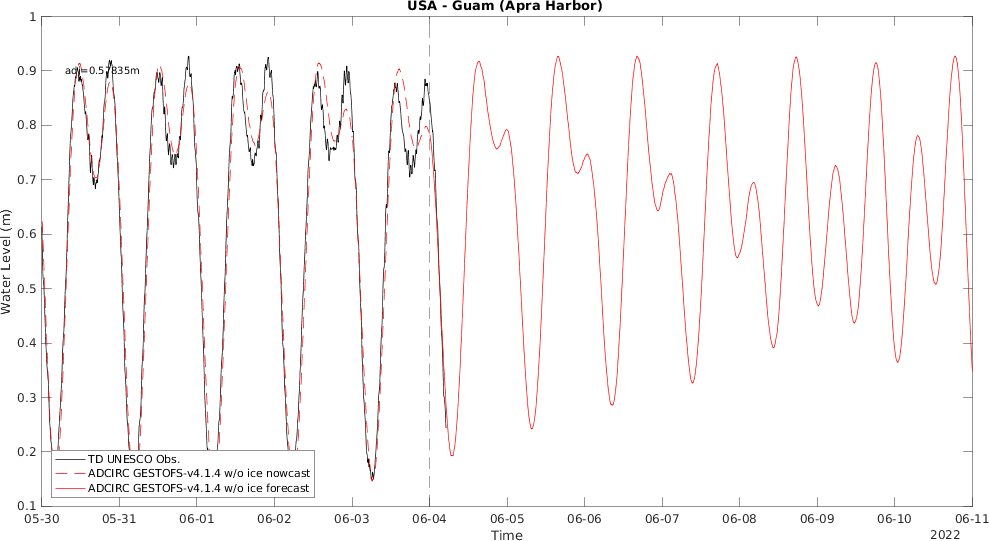 USA - Guam (Apra Harbor)
1
0.9
0.8
0.7
0.6
0.5
0.4
0.3
0.2
0.1
Water Level (m)
adj=0.57835m
TD UNESCO Obs.
ADCIRC GESTOFS-v4.1.4 w/o ice nowcast
ADCIRC GESTOFS-v4.1.4 w/o ice forecast
05-30 05-31 06-01 06-02 06-03 06-04 06-05 06-06 06-07 06-08 06-09 06-10 06-11
Time
2022